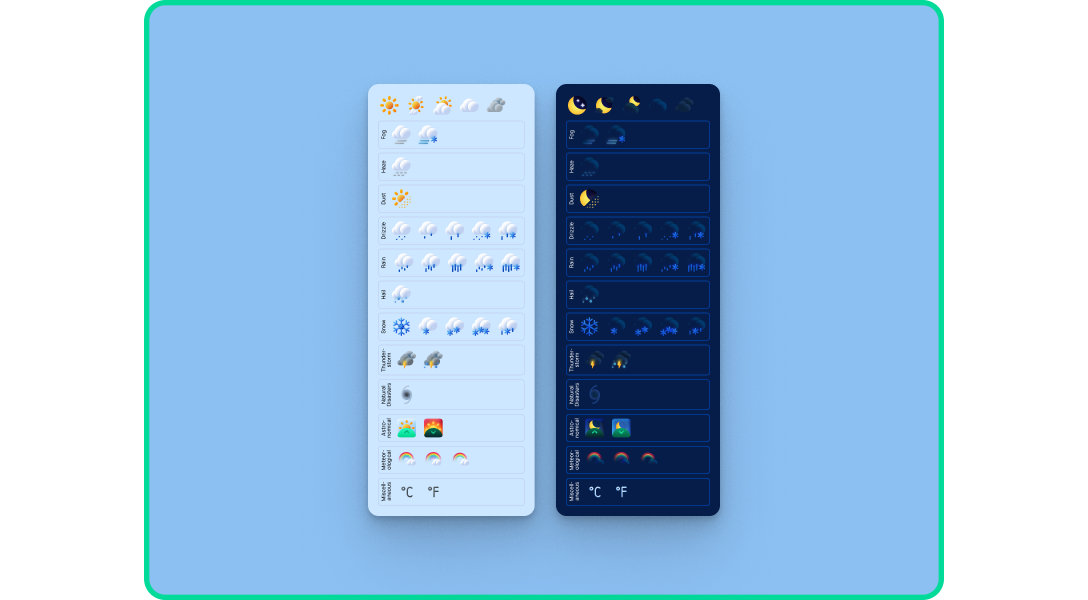 Fog
Haze
Dust
Drizzle
Rain
Hail
Snow
Thunder-
storm
Natural
Disasters
Astro-
nomical
Meteor-
ological
Miscell-
aneous
°C
°F
Fog
Haze
Dust
Drizzle
Rain
Hail
Snow
Thunder-
storm
Natural
Disasters
Astro-
nomical
Meteor-
ological
Miscell-
aneous
°C
°F